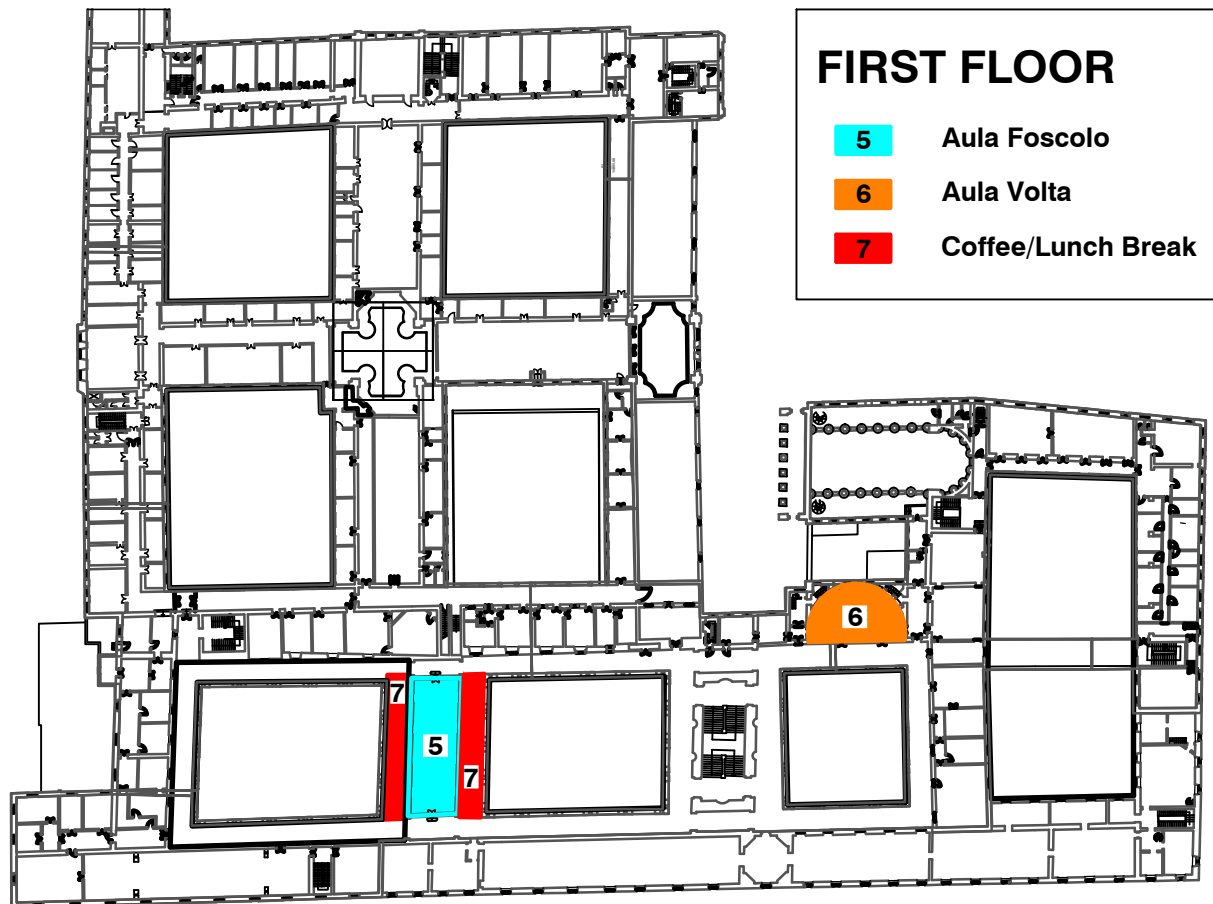 FIRST FLOOR
5 Aula Foscolo
6 Aula Volta
7 Coffee/Lunch Break
6
7
5
7